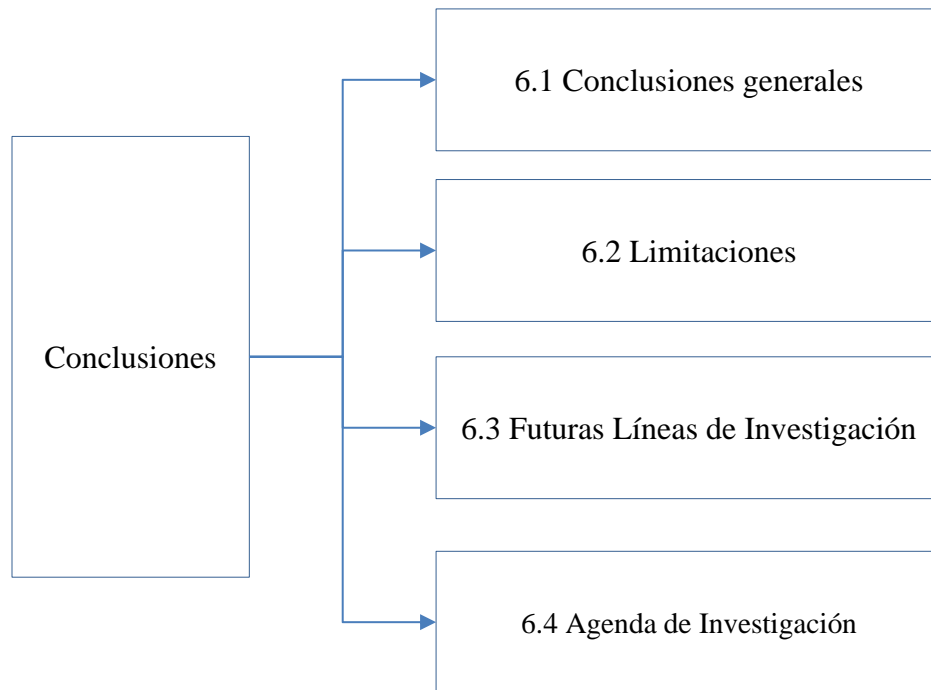 6.1 Conclusiones generales
6.2 Limitaciones
Conclusiones
6.3 Futuras Líneas de Investigación
6.4 Agenda de Investigación